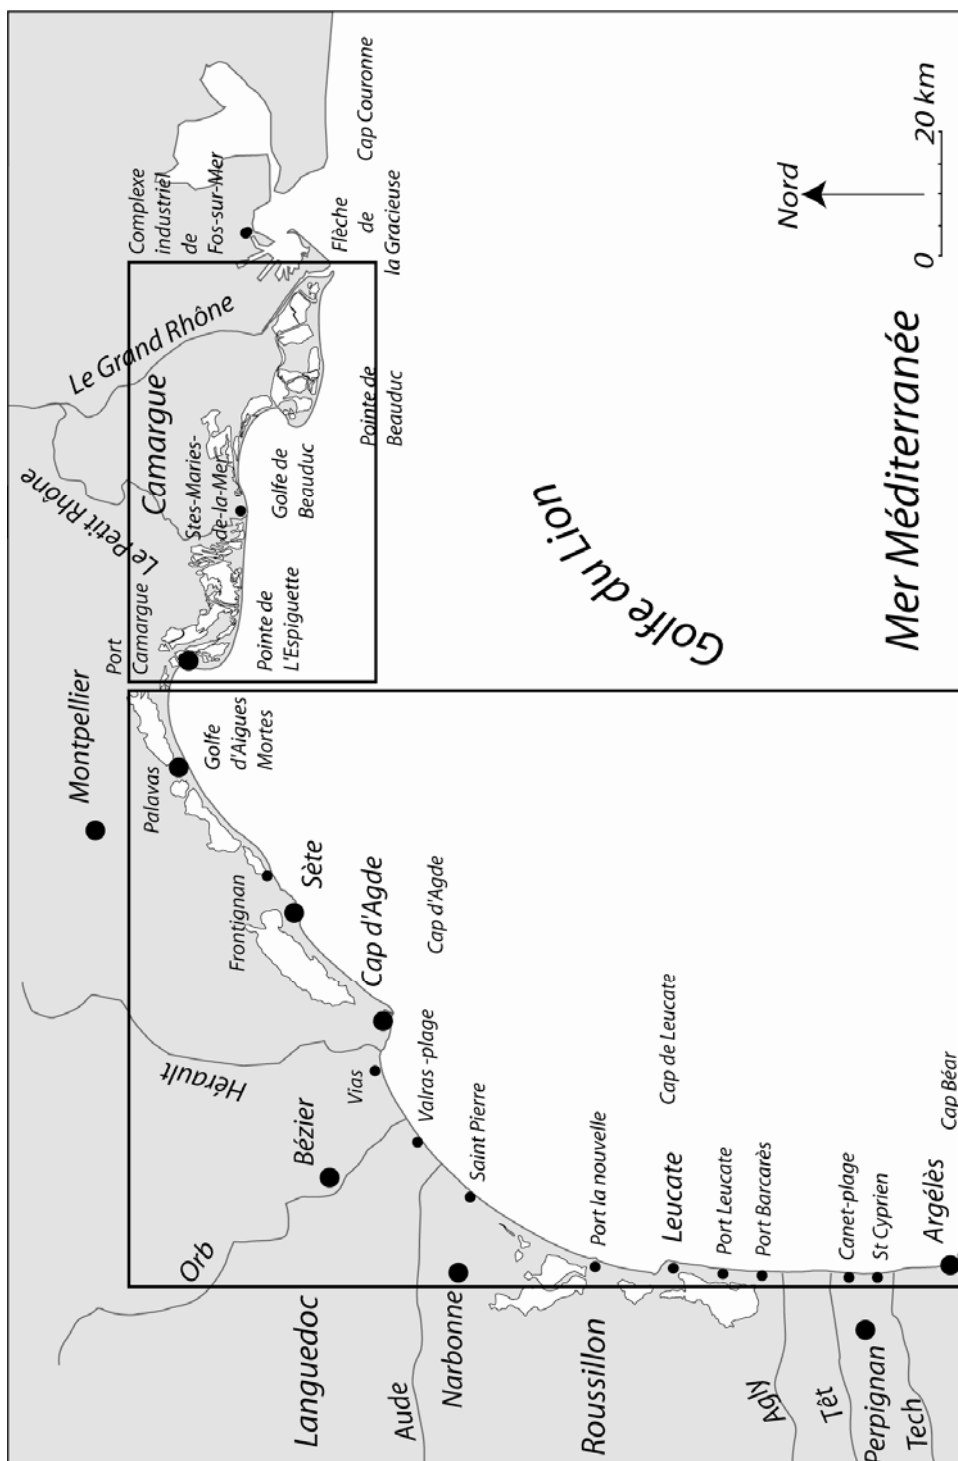 Complexe
industriel
de
Fos-sur-Mer
Cap Couronne
Flèche
de
la Gracieuse
Le Grand Rhône
Camargue
Le Petit Rhône
Stes-Maries-
de-la-Mer
Golfe de
Beauduc
Pointe de
Beauduc
Port
Camargue
Pointe de
L'Espiguette
Montpellier
Palavas
Golfe
d'Aigues
Mortes
Frontignan
Sète
Cap d'Agde
Cap d'Agde
Hérault
Vias
Valras -plage
Bézier
Orb
Saint Pierre
Languedoc
Aude
Narbonne
Port la nouvelle
Roussillon
Leucate
Cap de Leucate
Port Leucate
Port Barcarès
Agly
Canet-plage
Têt
St Cyprien
Perpignan
Tech
Argélès
Cap Béar
Golfe du Lion
Mer Méditerranée
Nord
0 20 km